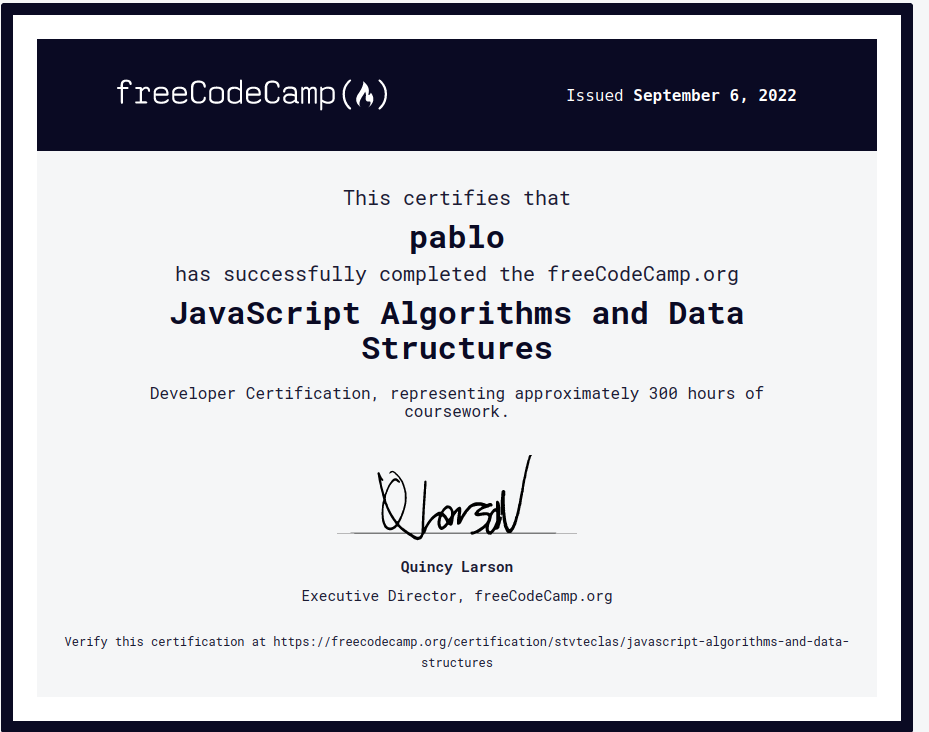 freeCodeCamp(🔥)
Issued September 6, 2022
This certifies that
pablo
has successfully completed the freeCodeCamp.org
JavaScript Algorithms and Data
Structures
Developer Certification, representing approximately 300 hours of
coursework.
Q Larson
Quincy Larson
Executive Director, freeCodeCamp.org
Verify this certification at https://freecodecamp.org/certification/stvteclas/javascript-algorithms-and-data-
structures